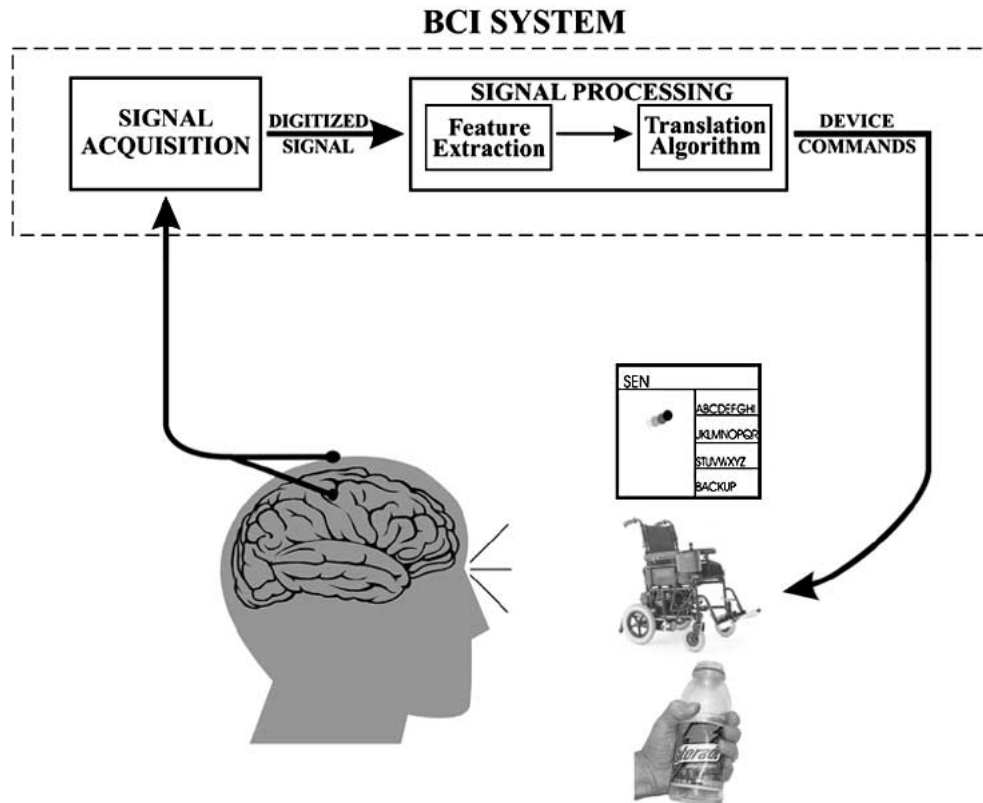 BCI SYSTEM
SIGNAL
ACQUISITION
DIGITIZED
SIGNAL
SIGNAL PROCESSING
Feature
Extraction
Translation
Algorithm
DEVICE
COMMANDS
SEN
ABCDEFGHI
JKLMNOPQR
STUVWXYZ
BACKUP